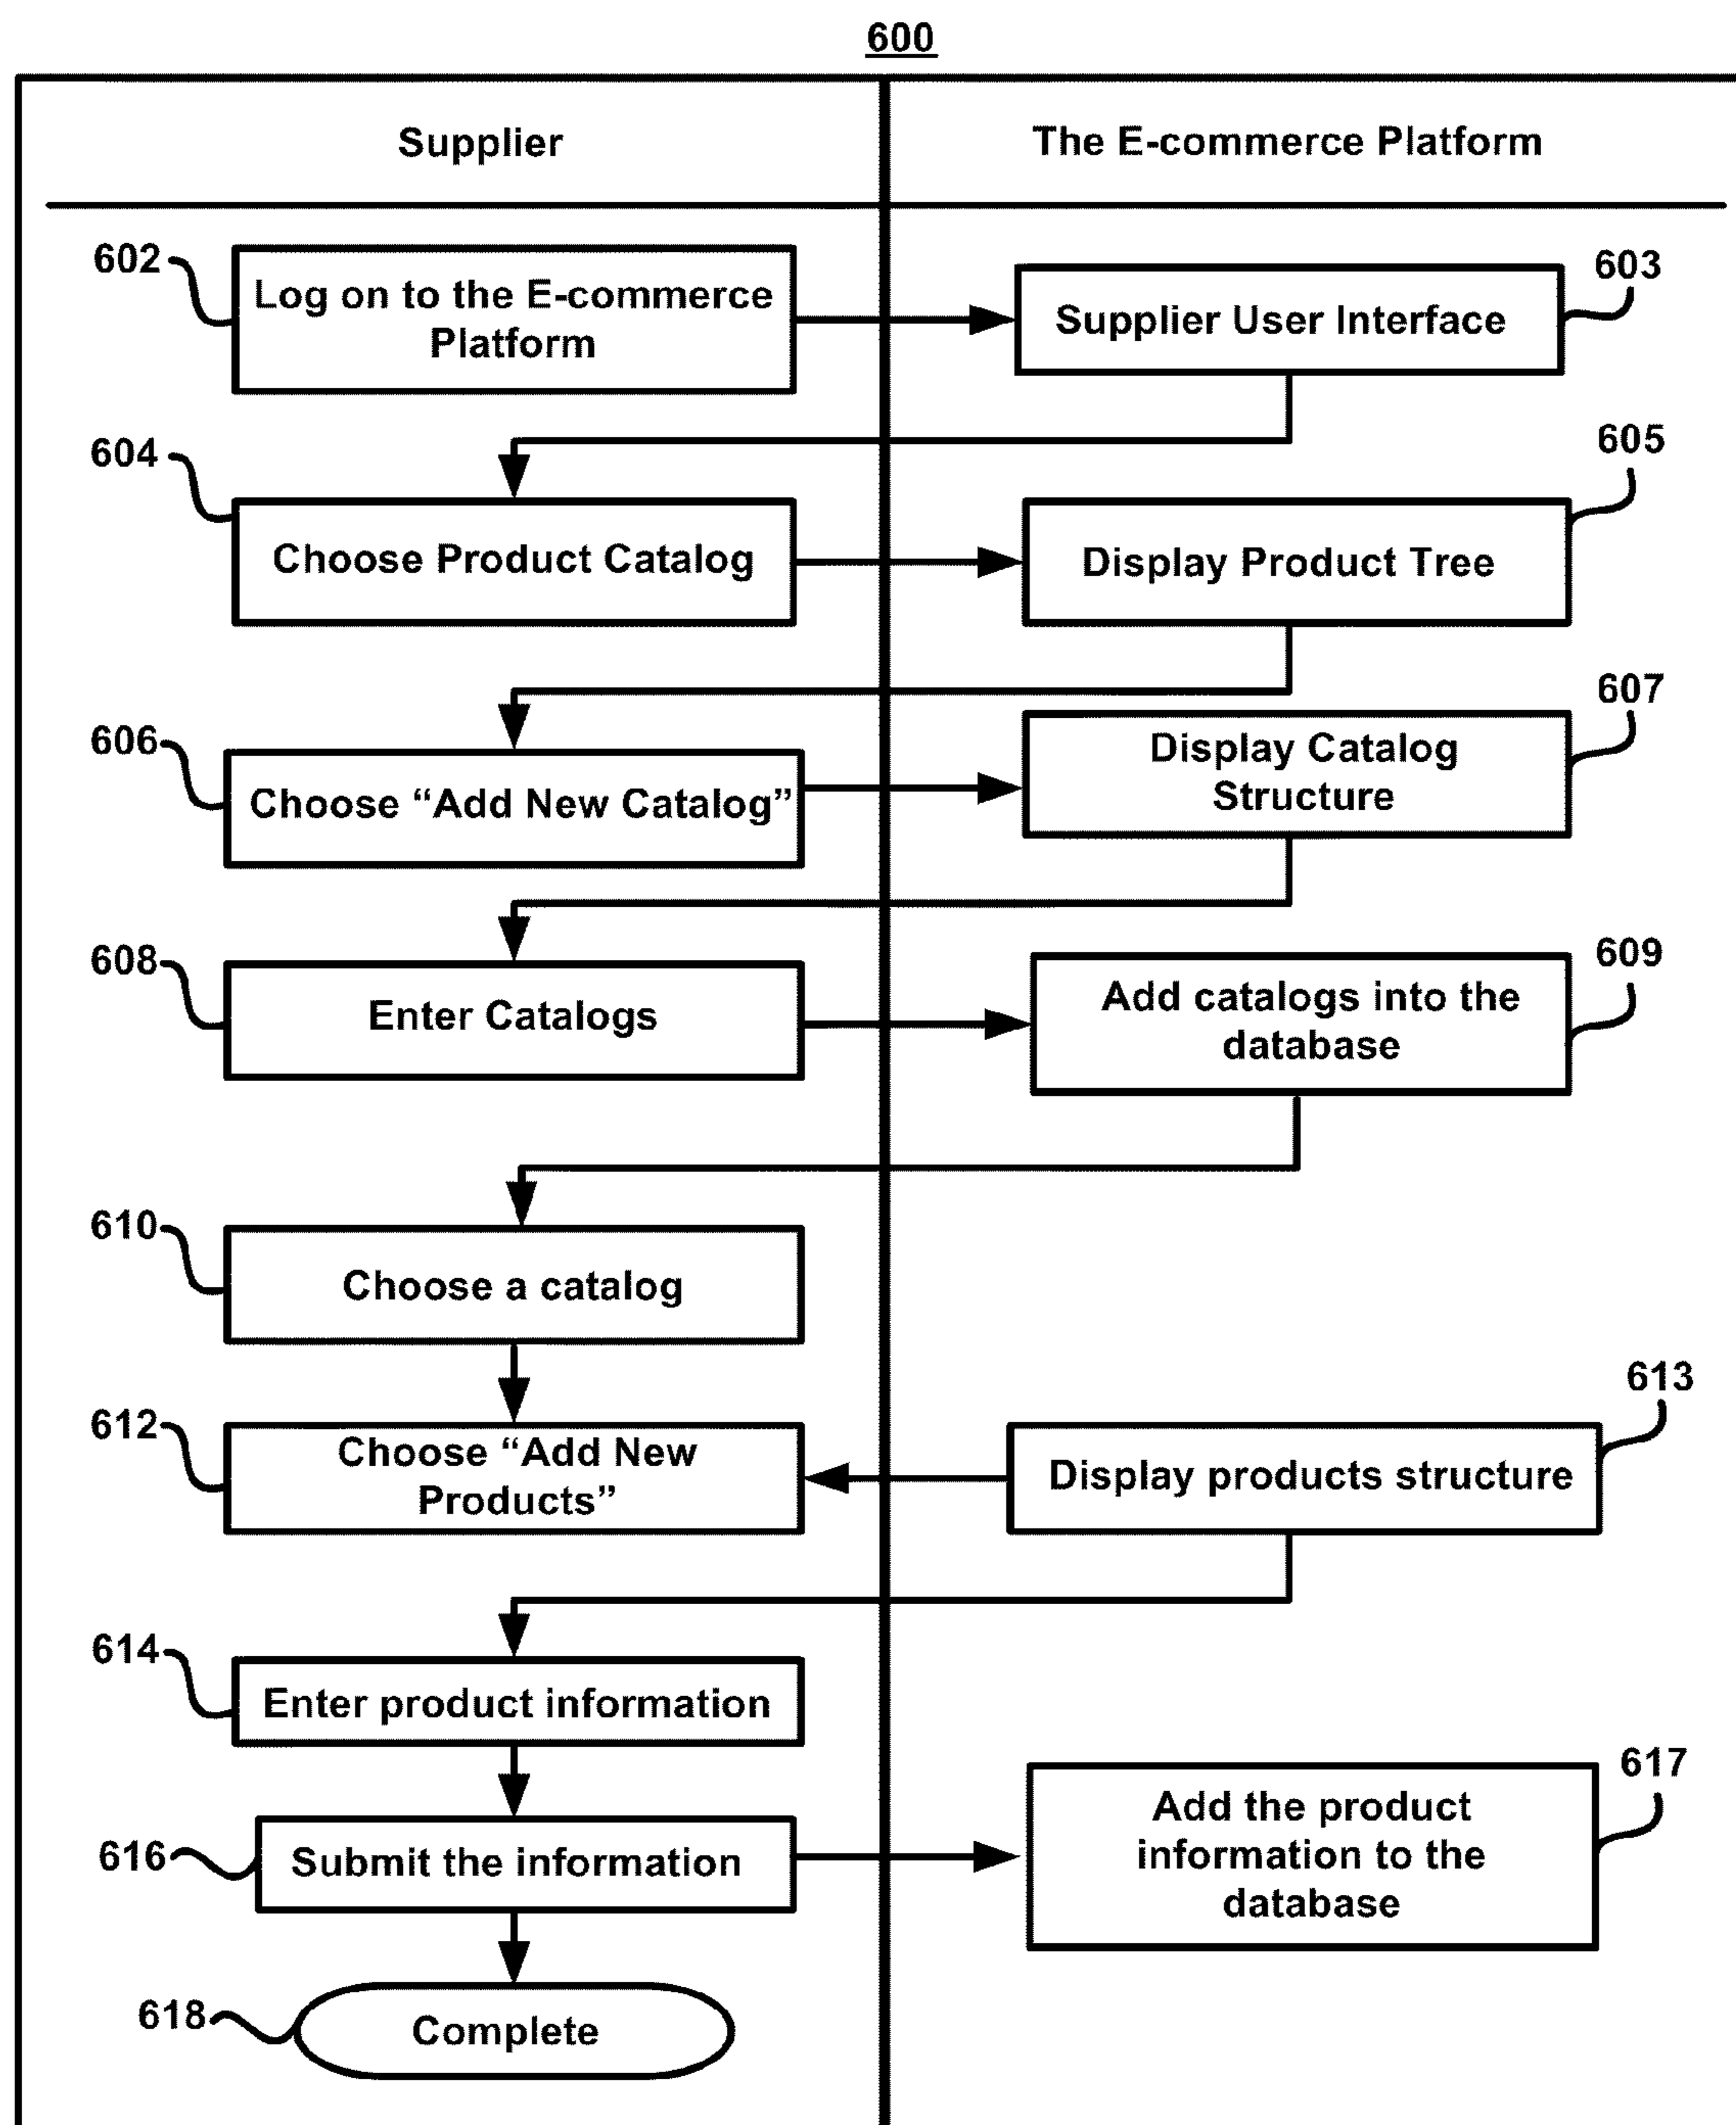 600
Supplier
The E-commerce Platform
602
Log on to the E-commerce
Platform
603
Supplier User Interface
604
Choose Product Catalog
605
Display Product Tree
606
Choose “Add New Catalog”
607
Display Catalog
Structure
608
Enter Catalogs
609
Add catalogs into the
database
610
Choose a catalog
612
Choose “Add New
Products”
613
Display products structure
614
Enter product information
616
Submit the information
617
Add the product
information to the
database
618
Complete